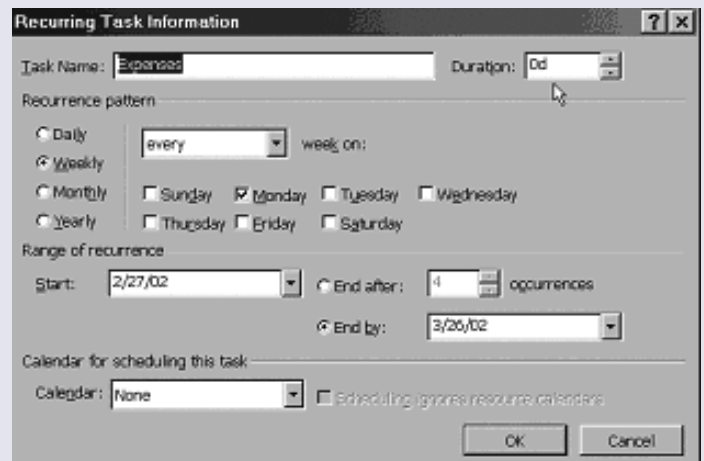 Recurring Task Information
Task Name: Expenses Duration: 0d
Recurrence pattern
Daily
every week on:
Weekly
Monthly Sunday Monday Tuesday Wednesday
Yearly Thursday Friday Saturday
Range of recurrence
Start: 2/27/02 End after: 4 occurrences
End by: 3/26/02
Calendar for scheduling this task
Calendar: None Scheduling ignores resource calendars
OK Cancel